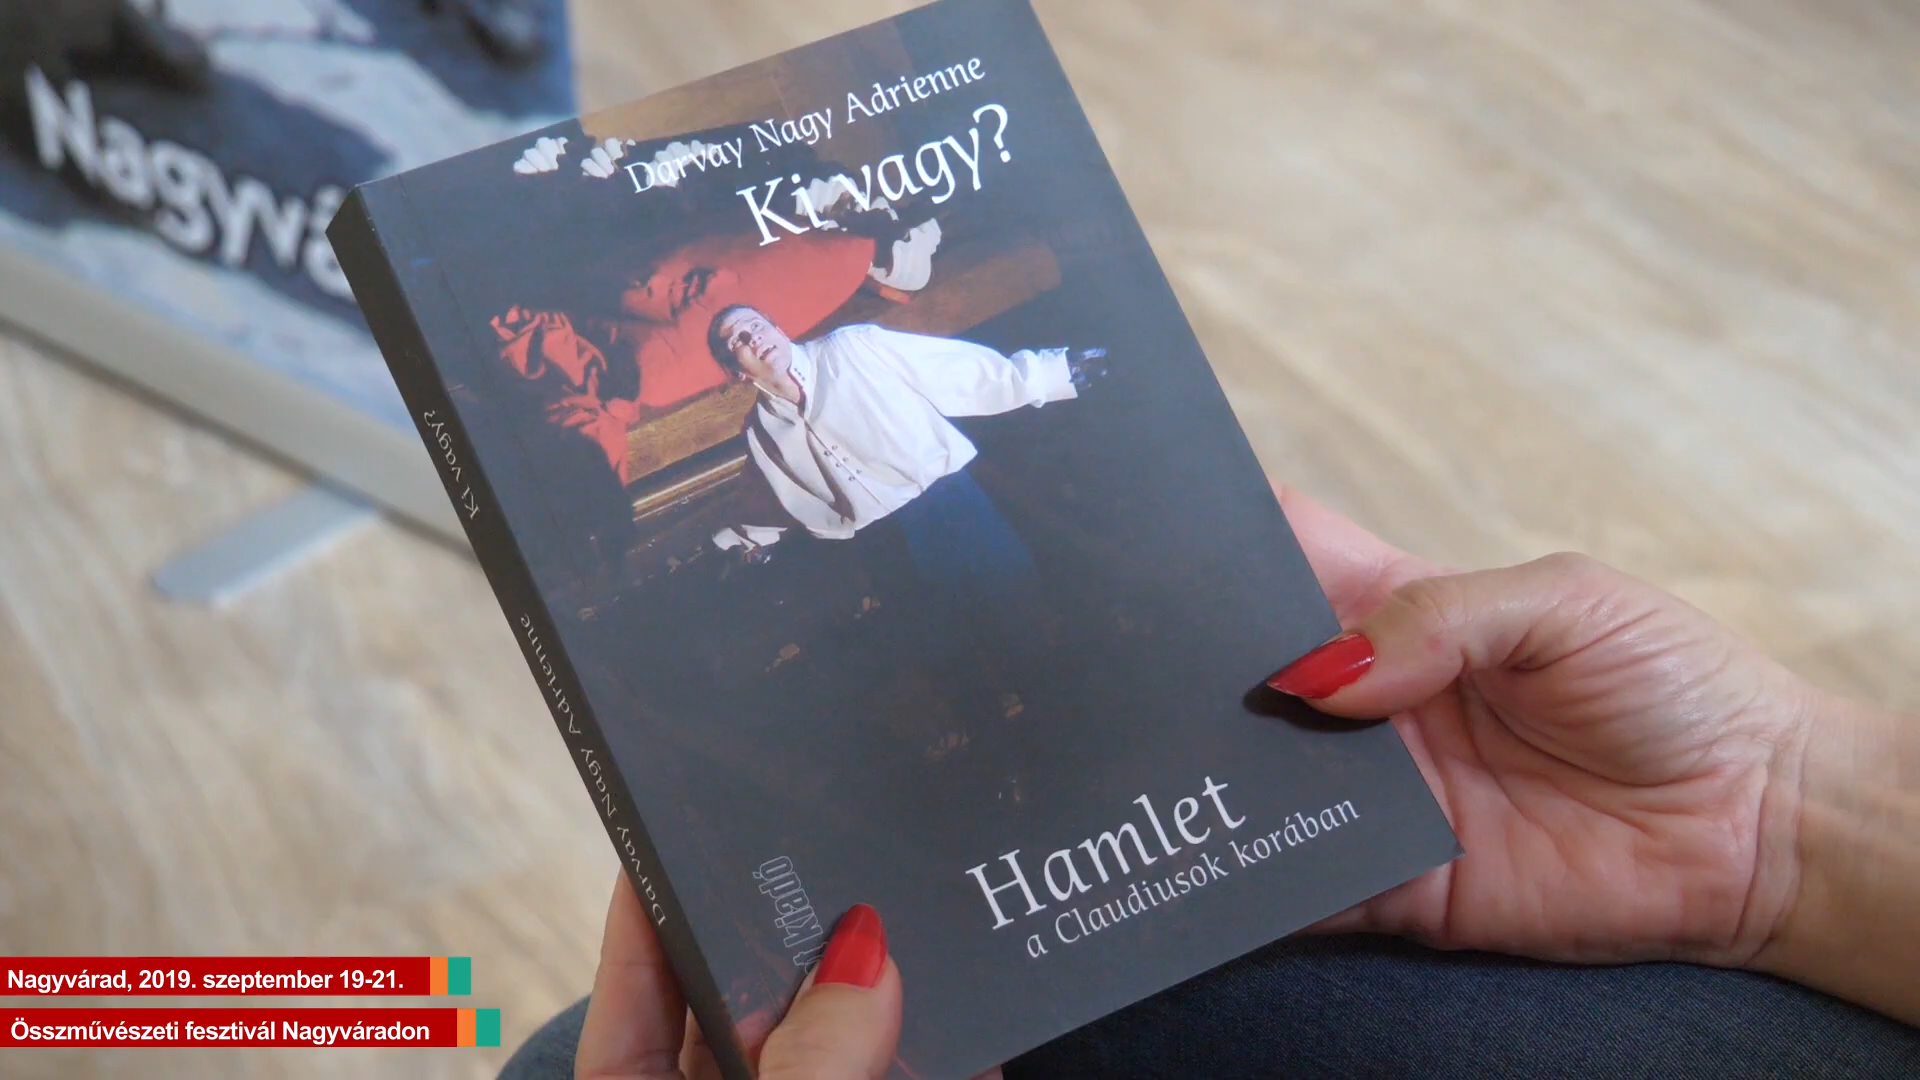 Nagyvá
Darvay Nagy Adrienne
Ki vagy?
Ki vagy?
Darvay Nagy Adrienne
Hamlet
a Claudiusok korában
kiadó
Nagyvárad, 2019. szeptember 19-21.
Összművészeti fesztivál Nagyváradon